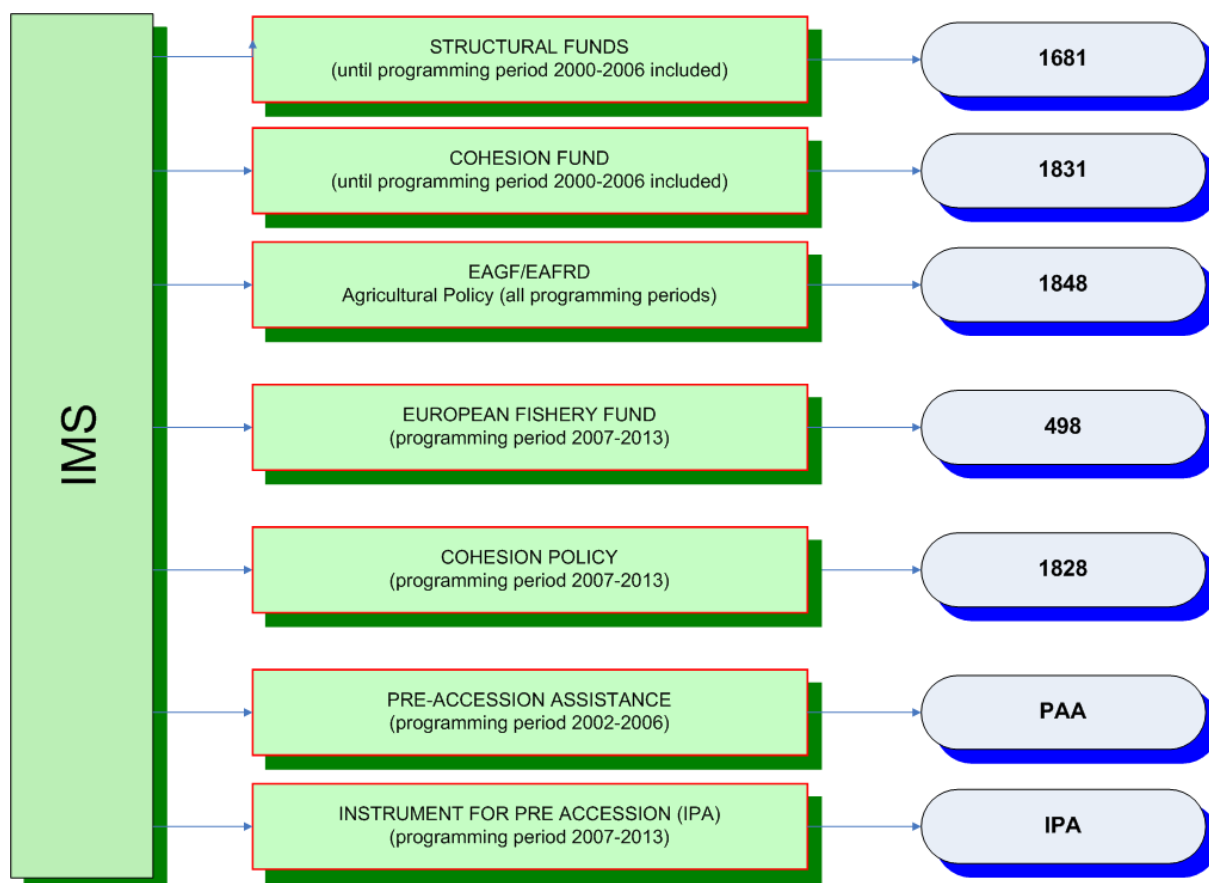 IMS
STRUCTURAL FUNDS
(until programming period 2000-2006 included)
1681
COHESION FUND
(until programming period 2000-2006 included)
1831
EAGF/EAFRD
Agricultural Policy (all programming periods)
1848
EUROPEAN FISHERY FUND
(programming period 2007-2013)
498
COHESION POLICY
(programming period 2007-2013)
1828
PRE-ACCESSION ASSISTANCE
(programming period 2002-2006)
PAA
INSTRUMENT FOR PRE ACCESSION (IPA)
(programming period 2007-2013)
IPA